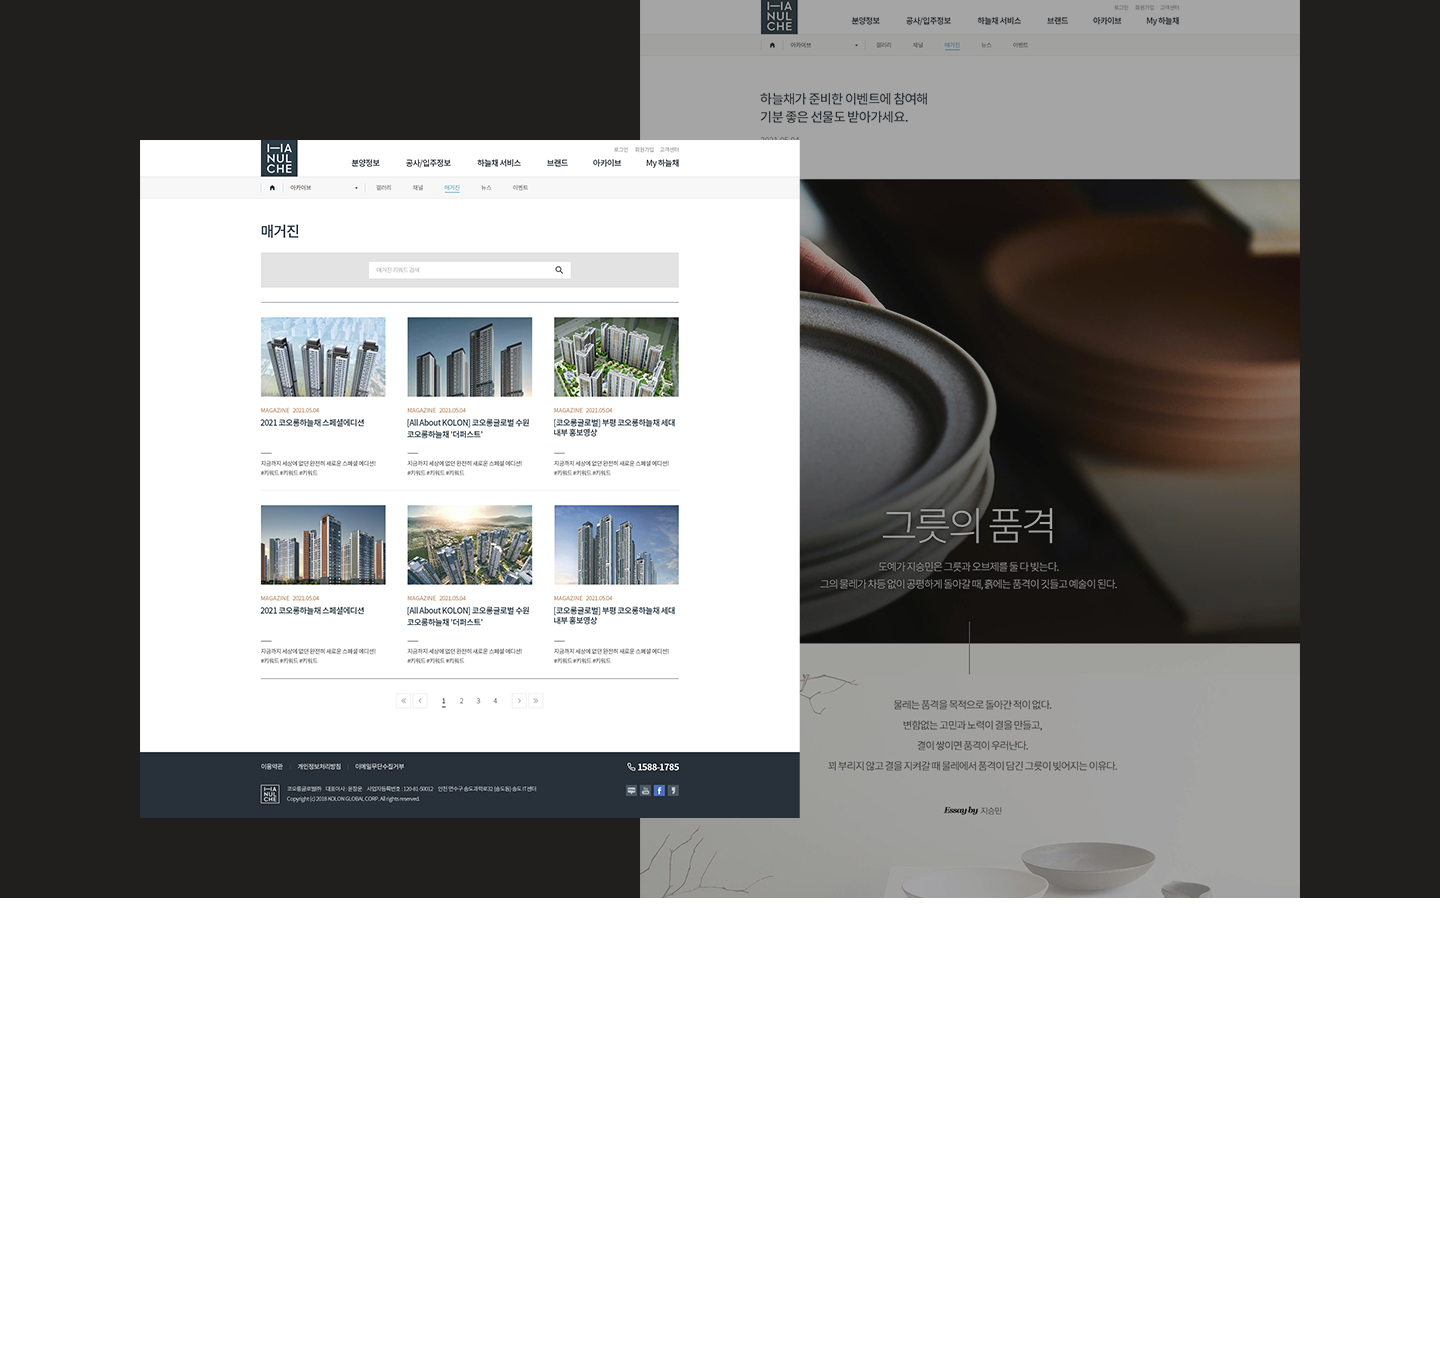 HA
NUL
CHE
로그인 회원가입 고객센터
분양정보 공사/입주정보 하늘채 서비스 브랜드 아카이브 My 하늘채
아카이브 갤러리 채널 매거진 뉴스 이벤트
하늘채가 준비한 이벤트에 참여해
기분 좋은 선물도 받아가세요.
2021.05.04
그릇의 품격
도예가 지승민은 그릇과 오브제를 둘 다 빚는다.
그의 물레가 차등 없이 공평하게 돌아갈 때, 흙에는 품격이 깃들고 예술이 된다.
물레는 품격을 목적으로 돌아간 적이 없다.
변함없는 고민과 노력이 결을 만들고,
결이 쌓이면 품격이 우러난다.
꾀 부리지 않고 결을 지켜갈 때 물레에서 품격이 담긴 그릇이 빚어지는 이유다.
Essay by 지승민
HA
NUL
CHE
로그인 회원가입 고객센터
분양정보 공사/입주정보 하늘채 서비스 브랜드 아카이브 My 하늘채
아카이브 갤러리 채널 매거진 뉴스 이벤트
매거진
매거진 키워드 검색
MAGAZINE 2021.05.04
2021 코오롱하늘채 스페셜에디션
지금까지 세상에 없던 완전히 새로운 스페셜 에디션!
#키워드 #키워드 #키워드
MAGAZINE 2021.05.04
[All About KOLON] 코오롱글로벌 수원
코오롱하늘채 '더퍼스트'
지금까지 세상에 없던 완전히 새로운 스페셜 에디션!
#키워드 #키워드 #키워드
MAGAZINE 2021.05.04
[코오롱글로벌] 부평 코오롱하늘채 세대
내부 홍보영상
지금까지 세상에 없던 완전히 새로운 스페셜 에디션!
#키워드 #키워드 #키워드
MAGAZINE 2021.05.04
2021 코오롱하늘채 스페셜에디션
지금까지 세상에 없던 완전히 새로운 스페셜 에디션!
#키워드 #키워드 #키워드
MAGAZINE 2021.05.04
[All About KOLON] 코오롱글로벌 수원
코오롱하늘채 '더퍼스트'
지금까지 세상에 없던 완전히 새로운 스페셜 에디션!
#키워드 #키워드 #키워드
MAGAZINE 2021.05.04
[코오롱글로벌] 부평 코오롱하늘채 세대
내부 홍보영상
지금까지 세상에 없던 완전히 새로운 스페셜 에디션!
#키워드 #키워드 #키워드
1 2 3 4
이용약관 개인정보처리방침 이메일무단수집거부
1588-1785
HA
NUL
CHE
코오롱글로벌㈜ 대표이사 : 윤창운 사업자등록번호 : 120-81-50012 인천 연수구 송도과학로32 (송도동) 송도 IT센터
Copyright (c) 2018 KOLON GLOBAL CORP. All rights reserved.